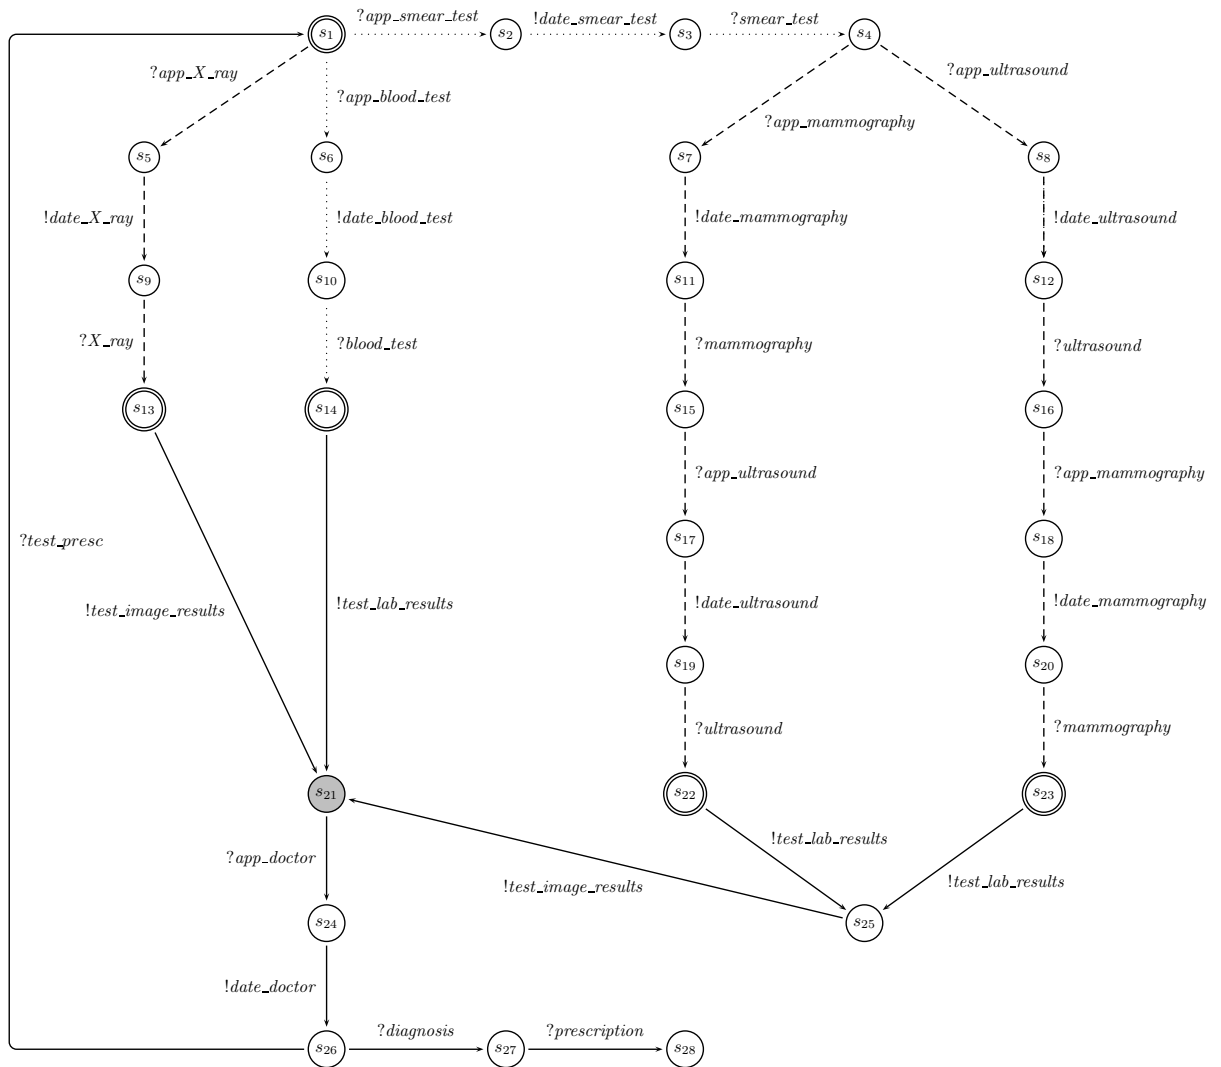 s1 ?app_smear_test s2 !date_smear_test s3 ?smear_test s4
?app_X_ray ?app_ultrasound
?app_blood_test ?app_mammography
s5 s6 s7 s8
!date_X_ray !date_blood_test !date_mammography !date_ultrasound
s9 s10 s11 s12
?X_ray ?blood_test ?mammography ?ultrasound
s13 s14 s15 s16
?app_ultrasound ?app_mammography
?test_presc s17 s18
!test_image_results !test_lab_results !date_ultrasound !date_mammography
s19 s20
?ultrasound ?mammography
s21 s22 s23
!test_lab_results
?app_doctor !test_image_results !test_lab_results
s24 s25
!date_doctor
s26 ?diagnosis s27 ?prescription s28